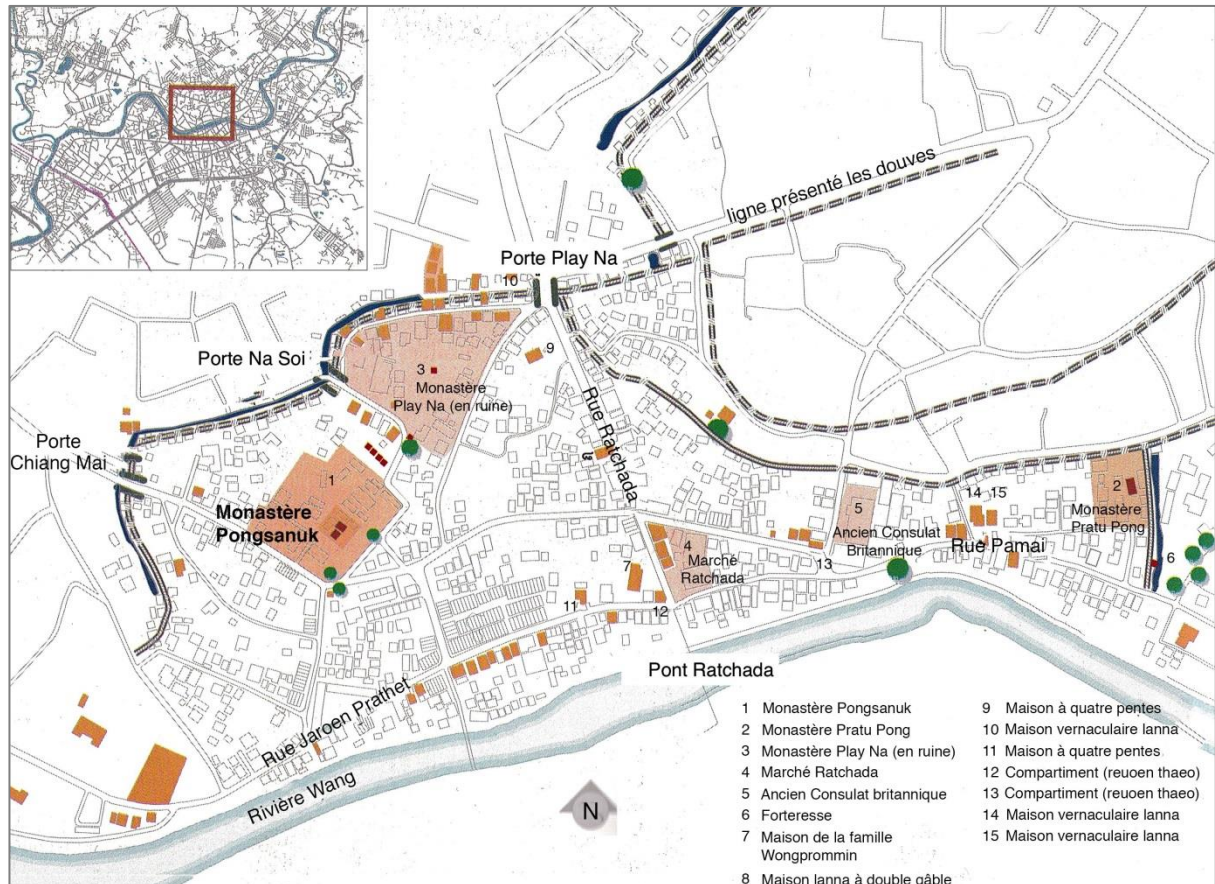 ligne présenté les douves
Porte Play Na
10
Porte Na Soi
9
3
Monastère
Play Na (en ruine)
Rue Ratchada
Porte
Chiang Mai
1
Monastère
Pongsanuk
14 15
2
Monastère
Pratu Pong
5
Ancien Consulat
Britannique
Rue Pamai
4
Marché
Ratchada
13
6
7
11
12
Pont Ratchada
Rue Jaroen Prathet
Rivière Wang
N
1 Monastère Pongsanuk
2 Monastère Pratu Pong
3 Monastère Play Na (en ruine)
4 Marché Ratchada
5 Ancien Consulat britannique
6 Forteresse
7 Maison de la famille
Wongprommin
8 Maison lanna à double gâble
9 Maison à quatre pentes
10 Maison vernaculaire lanna
11 Maison à quatre pentes
12 Compartiment (reuoen thaeo)
13 Compartiment (reuoen thaeo)
14 Maison vernaculaire lanna
15 Maison vernaculaire lanna